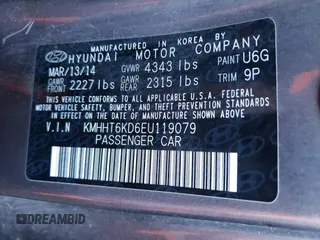 MANUFACTURED IN KOREA BY
HYUNDAI MOTOR COMPANY
MAR/13/14 GVWR 4343 lbs PAINT U6G
GAWR FRT 2227 lbs GAWR RR 2315 lbs TRIM 9P
THIS VEHICLE CONFORMS TO ALL APPLICABLE U.S.A. FEDERAL
MOTOR VEHICLE SAFETY, BUMPER, AND THEFT PREVENTION
STANDARDS IN EFFECT ON THE DATE OF MANUFACTURE SHOWN ABOVE.
V.I.N KMHHT6KD6EU119079
PASSENGER CAR
DREAMBID